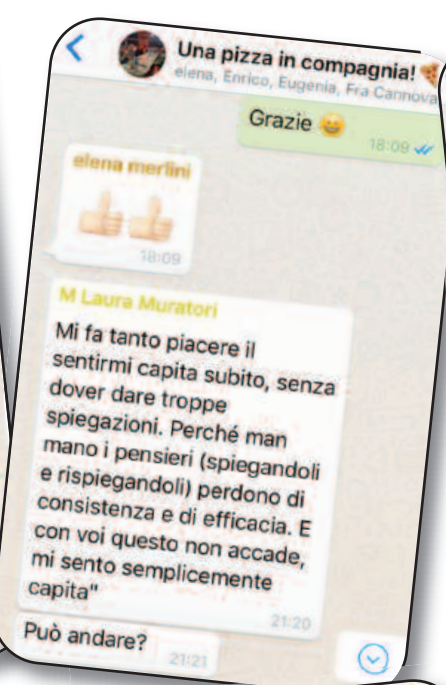 Una pizza in compagnia! 🍕
elena, Enrico, Eugenia, Fra Cannova
Grazie 😄
18:09
elena merlini
👍🏻👍🏻
18:09
M Laura Muratori
Mi fa tanto piacere il
sentirmi capita subito, senza
dover dare troppe
spiegazioni. Perché man
mano i pensieri (spiegandoli
e rispiegandoli) perdono di
consistenza e di efficacia. E
con voi questo non accade,
mi sento semplicemente
capita"
21:20
Può andare?
21:21